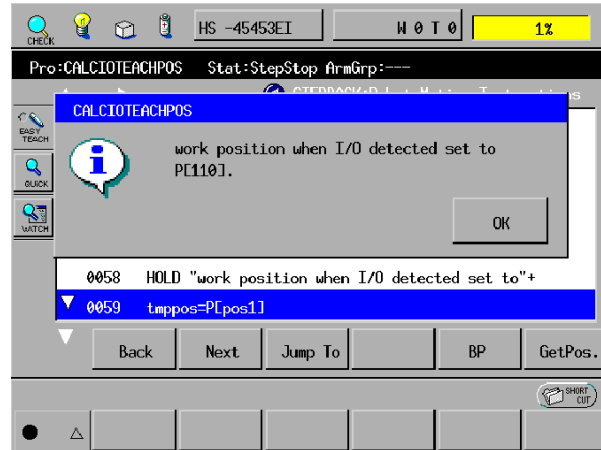 CHECK
HS -45453EI
W 0 T 0
1%
Pro:CALCIOTEACHPOS Stat:StepStop ArmGrp:---
CALCIOTEACHPOS
EASY
TEACH
work position when I/O detected set to
P[110].
QUICK
OK
WATCH
0058 HOLD "work position when I/O detected set to"+
0059 tmppos=P[pos1]
Back Next Jump To BP GetPos.
SHORT
CUT